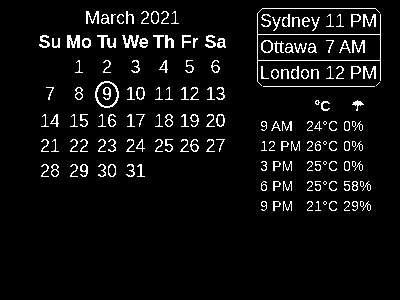 March 2021
Su Mo Tu We Th Fr Sa
1 2 3 4 5 6
7 8 9 10 11 12 13
14 15 16 17 18 19 20
21 22 23 24 25 26 27
28 29 30 31
Sydney 11 PM
Ottawa 7 AM
London 12 PM
°C ☂
9 AM 24°C 0%
12 PM 26°C 0%
3 PM 25°C 0%
6 PM 25°C 58%
9 PM 21°C 29%